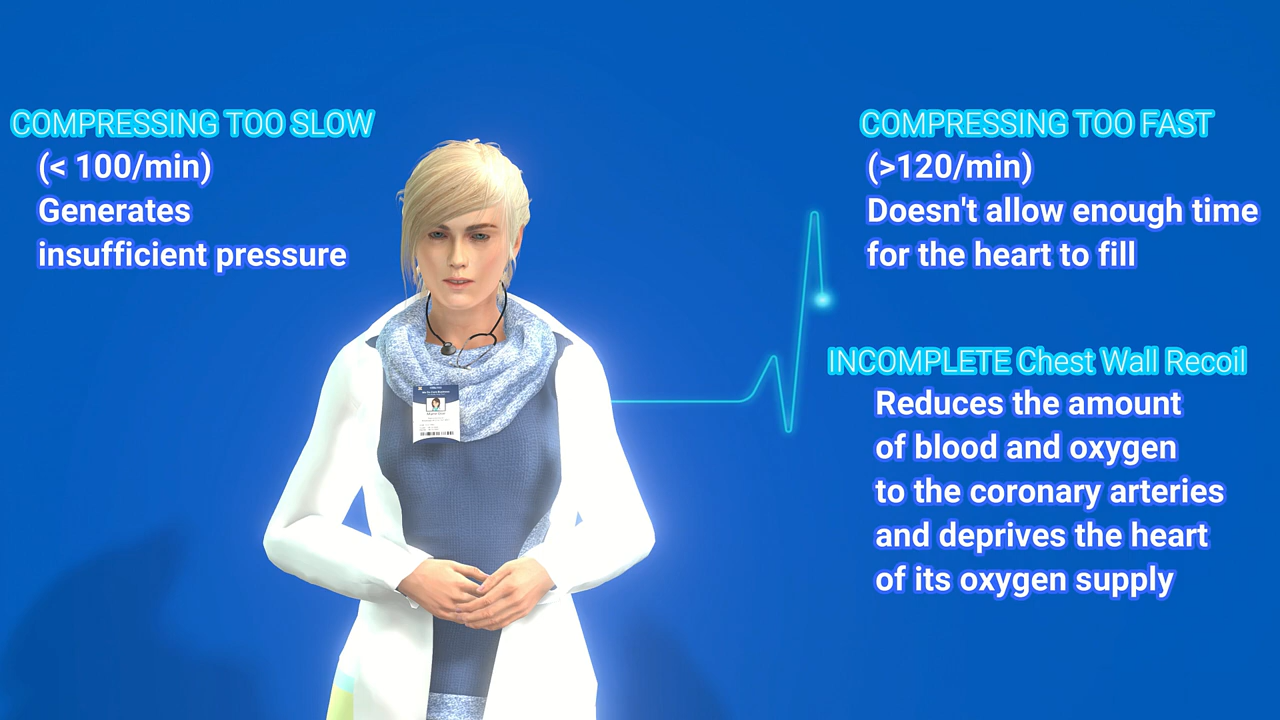 COMPRESSING TOO SLOW
(< 100/min)
Generates
insufficient pressure
COMPRESSING TOO FAST
(>120/min)
Doesn't allow enough time
for the heart to fill
INCOMPLETE Chest Wall Recoil
Reduces the amount
of blood and oxygen
to the coronary arteries
and deprives the heart
of its oxygen supply